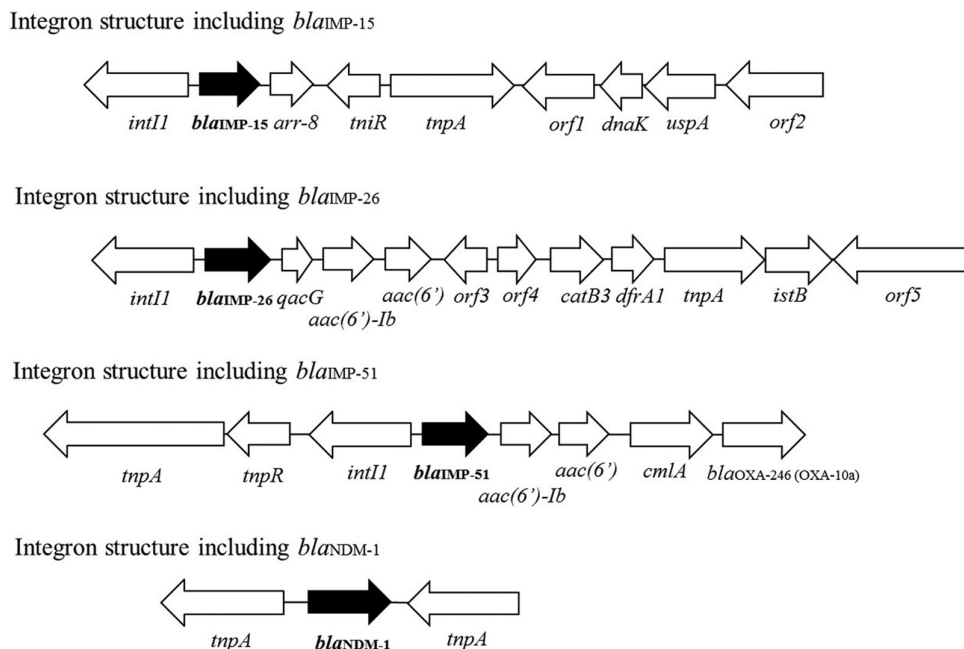 Integron structure including blaIMP-15
intI1 blaIMP-15 arr-8 tniR tnpA orf1 dnaK uspA orf2
Integron structure including blaIMP-26
intI1 blaIMP-26 qacG aac(6’)-Ib aac(6’) orf3 orf4 catB3 dfrA1 tnpA istB orf5
Integron structure including blaIMP-51
tnpA tnpR intI1 blaIMP-51 aac(6’)-Ib aac(6’) cmlA blaOXA-246 (OXA-10a)
Integron structure including blaNDM-1
tnpA blaNDM-1 tnpA